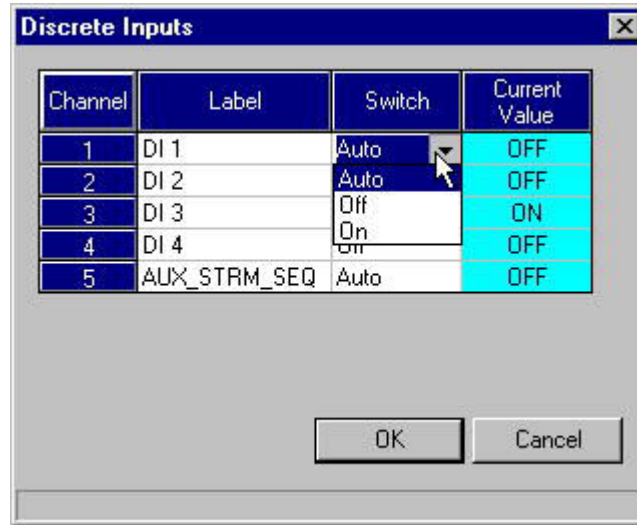 Discrete Inputs
Channel Label Switch Current Value
1 DI 1 Auto OFF
2 DI 2 Auto OFF
3 DI 3 Off ON
On
4 DI 4 Off OFF
5 AUX_STRM_SEQ Auto OFF
OK Cancel